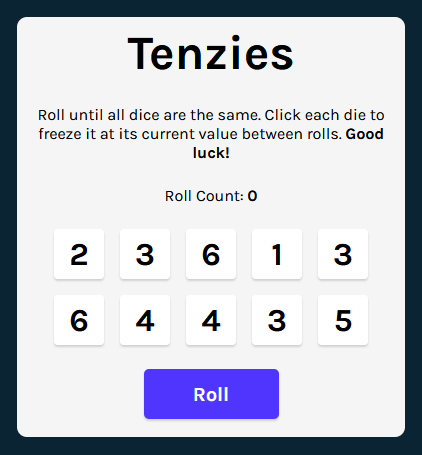 Tenzies
Roll until all dice are the same. Click each die to
freeze it at its current value between rolls. Good
luck!
Roll Count: 0
2 3 6 1 3
6 4 4 3 5
Roll